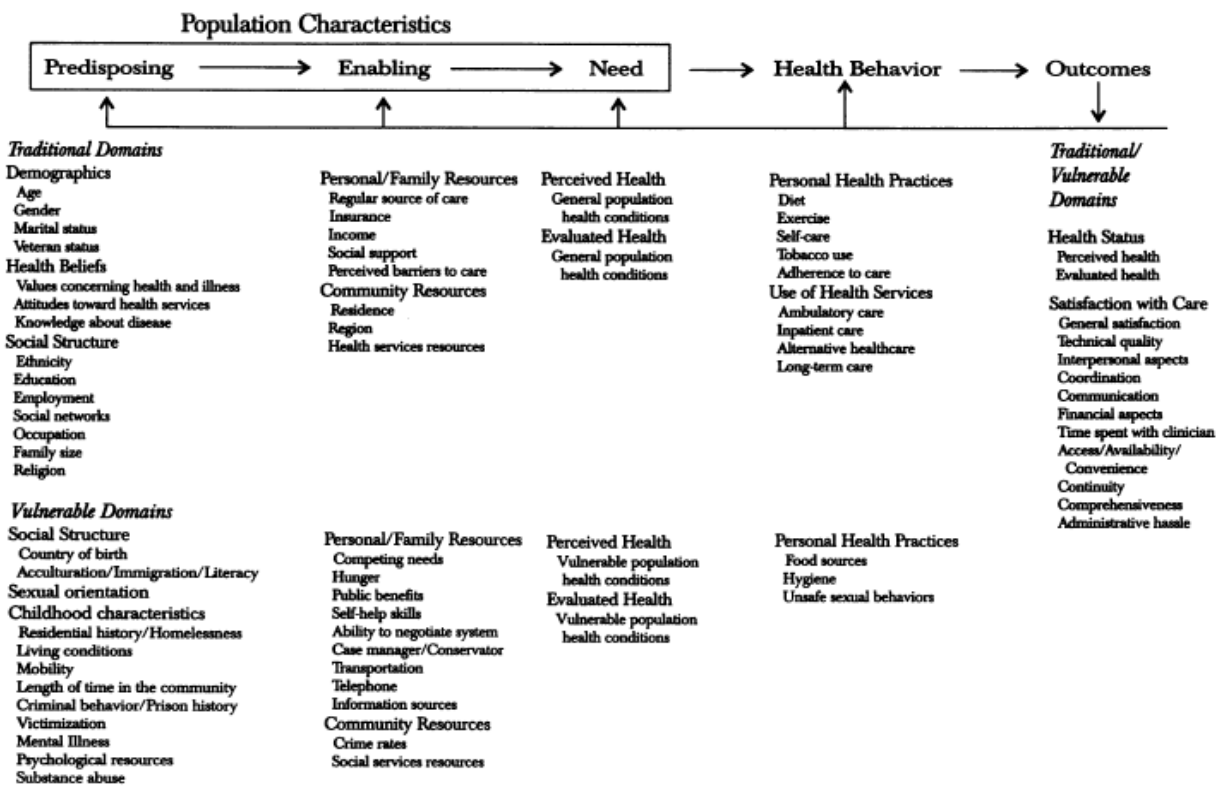 Population Characteristics
Predisposing
Enabling
Need
Health Behavior
Outcomes
Traditional Domains
Demographics
Age
Gender
Marital status
Veteran status
Health Beliefs
Values concerning health and illness
Attitudes toward health services
Knowledge about disease
Social Structure
Ethnicity
Education
Employment
Social networks
Occupation
Family size
Religion
Personal/Family Resources
Regular source of care
Insurance
Income
Social support
Perceived barriers to care
Community Resources
Residence
Region
Health services resources
Perceived Health
General population
health conditions
Evaluated Health
General population
health conditions
Personal Health Practices
Diet
Exercise
Self-care
Tobacco use
Adherence to care
Use of Health Services
Ambulatory care
Inpatient care
Alternative healthcare
Long-term care
Traditional/
Vulnerable
Domains
Health Status
Perceived health
Evaluated health
Satisfaction with Care
General satisfaction
Technical quality
Interpersonal aspects
Coordination
Communication
Financial aspects
Time spent with clinician
Access/Availability/
Convenience
Continuity
Comprehensiveness
Administrative hassle
Vulnerable Domains
Social Structure
Country of birth
Acculturation/Immigration/Literacy
Sexual orientation
Childhood characteristics
Residential history/Homelessness
Living conditions
Mobility
Length of time in the community
Criminal behavior/Prison history
Victimization
Mental Illness
Psychological resources
Substance abuse
Personal/Family Resources
Competing needs
Hunger
Public benefits
Self-help skills
Ability to negotiate system
Case manager/Conservator
Transportation
Telephone
Information sources
Community Resources
Crime rates
Social services resources
Perceived Health
Vulnerable population
health conditions
Evaluated Health
Vulnerable population
health conditions
Personal Health Practices
Food sources
Hygiene
Unsafe sexual behaviors